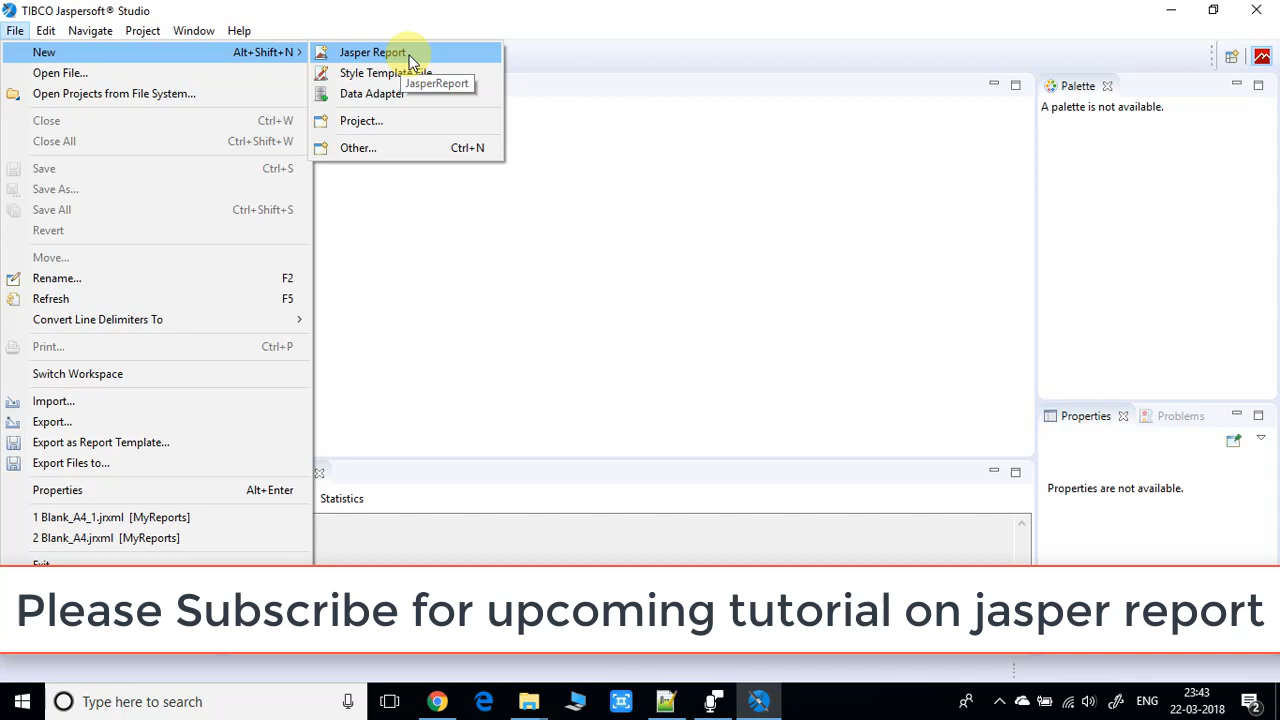 TIBCO Jaspersoft® Studio
File Edit Navigate Project Window Help
New Alt+Shift+N
Open File...
Open Projects from File System...
Close Ctrl+W
Close All Ctrl+Shift+W
Save Ctrl+S
Save As...
Save All Ctrl+Shift+S
Revert
Move...
Rename... F2
Refresh F5
Convert Line Delimiters To
Print... Ctrl+P
Switch Workspace
Import...
Export...
Export as Report Template...
Export Files to...
Properties Alt+Enter
1 Blank_A4_1.jrxml [MyReports]
2 Blank_A4.jrxml [MyReports]
Exit
Jasper Report
Style Template File
JasperReport
Data Adapter
Project...
Other... Ctrl+N
Palette
A palette is not available.
Properties Problems
Properties are not available.
Statistics
Please Subscribe for upcoming tutorial on jasper report
Type here to search
ENG
23:43
22-03-2018
2